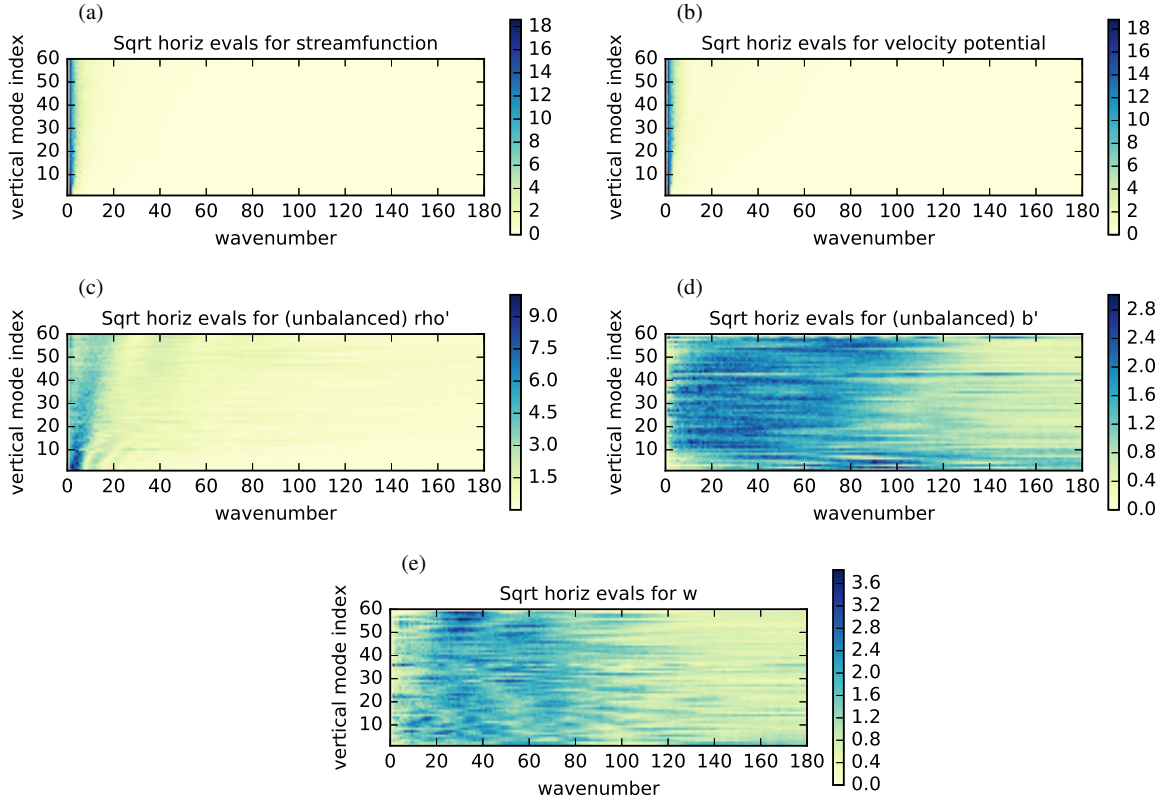 (a)
Sqrt horiz evals for streamfunction
vertical mode index
60
50
40
30
20
10
0 20 40 60 80 100 120 140 160 180
wavenumber
18
16
14
12
10
8
6
4
2
0
(b)
Sqrt horiz evals for velocity potential
vertical mode index
60
50
40
30
20
10
0 20 40 60 80 100 120 140 160 180
wavenumber
18
16
14
12
10
8
6
4
2
0
(c)
Sqrt horiz evals for (unbalanced) rho'
vertical mode index
60
50
40
30
20
10
0 20 40 60 80 100 120 140 160 180
wavenumber
9.0
7.5
6.0
4.5
3.0
1.5
(d)
Sqrt horiz evals for (unbalanced) b'
vertical mode index
60
50
40
30
20
10
0 20 40 60 80 100 120 140 160 180
wavenumber
2.8
2.4
2.0
1.6
1.2
0.8
0.4
0.0
(e)
Sqrt horiz evals for w
vertical mode index
60
50
40
30
20
10
0 20 40 60 80 100 120 140 160 180
wavenumber
3.6
3.2
2.8
2.4
2.0
1.6
1.2
0.8
0.4
0.0